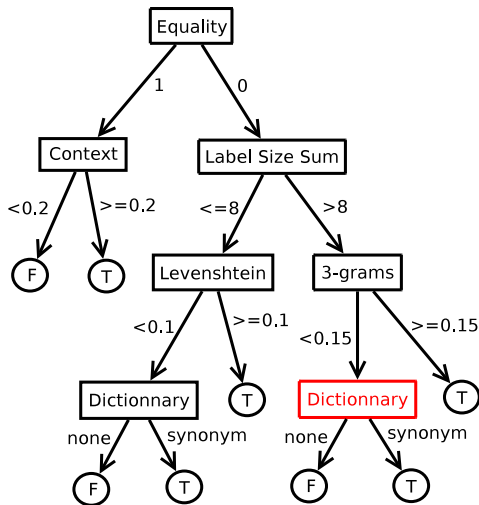 Equality
1
0
Context
Label Size Sum
<0.2
>=0.2
<=8
>8
F
T
Levenshtein
3-grams
<0.1
>=0.1
<0.15
>=0.15
Dictionnary
T
Dictionnary
T
none
synonym
none
synonym
F
T
F
T